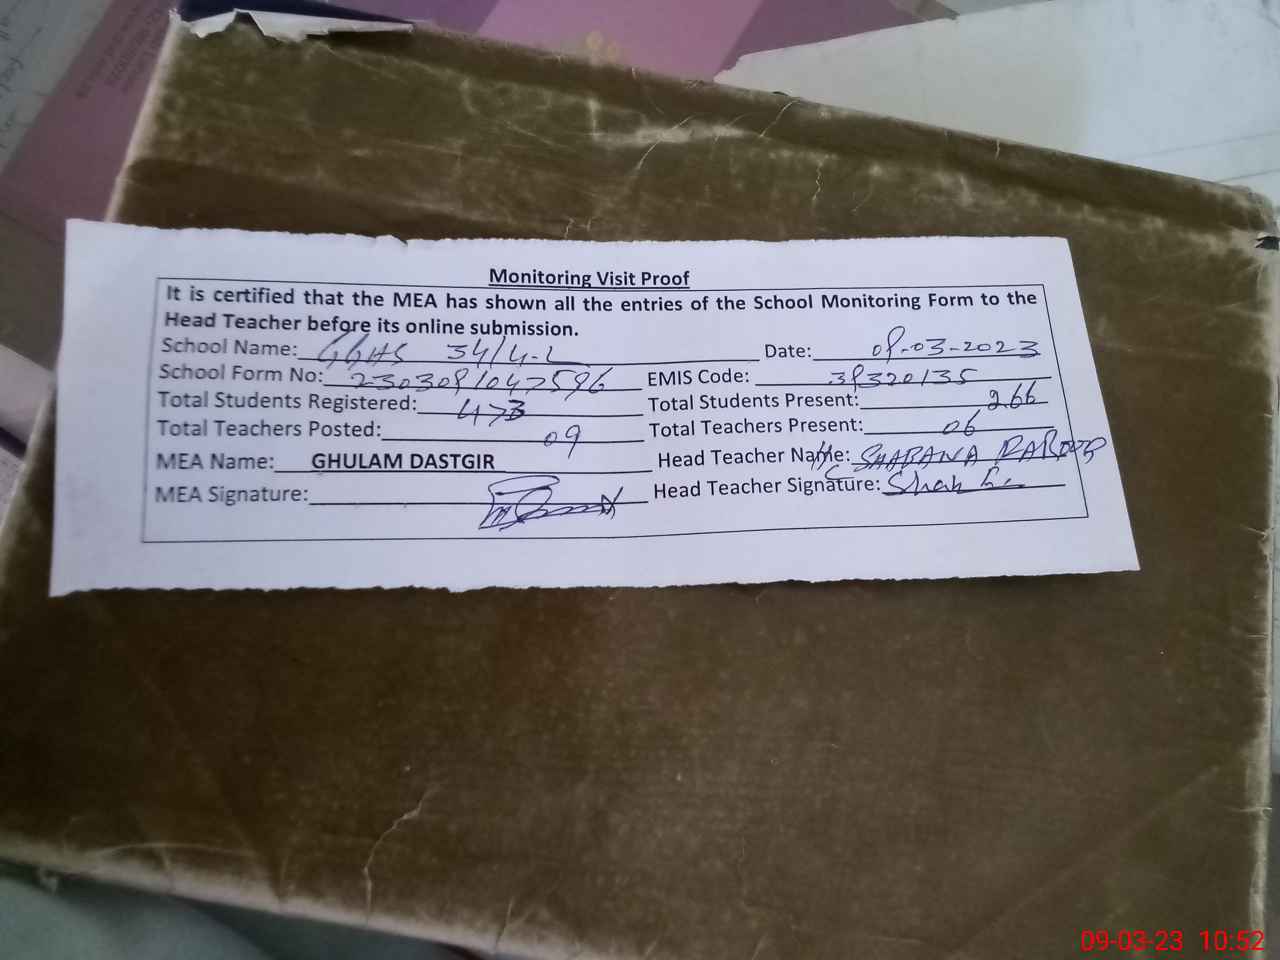 Monitoring Visit Proof
It is certified that the MEA has shown all the entries of the School Monitoring Form to the
Head Teacher before its online submission.
School Name: GGHS 34/4-L Date: 09-03-2023
School Form No: EMIS Code: 39320135
Total Students Registered: 473 Total Students Present: 266
Total Teachers Posted: 09 Total Teachers Present: 06
MEA Name: GHULAM DASTGIR Head Teacher Name: SHABANA
MEA Signature: Head Teacher Signature:
09-03-23 10:52